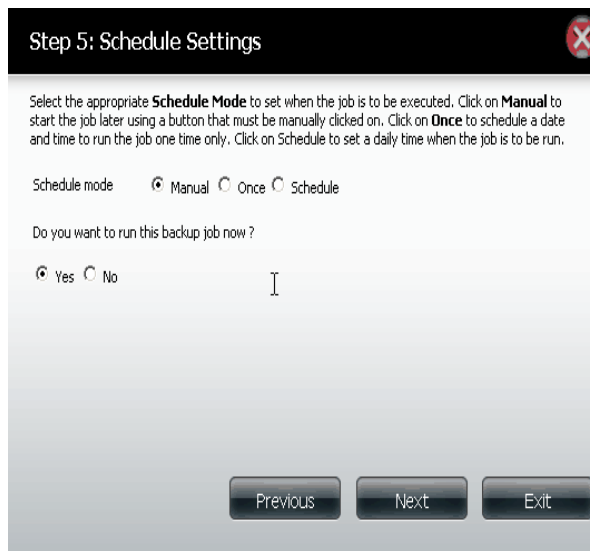 Step 5: Schedule Settings
Select the appropriate Schedule Mode to set when the job is to be executed. Click on Manual to
start the job later using a button that must be manually clicked on. Click on Once to schedule a date
and time to run the job one time only. Click on Schedule to set a daily time when the job is to be run.
Schedule mode Manual Once Schedule
Do you want to run this backup job now ?
Yes No
Previous Next Exit